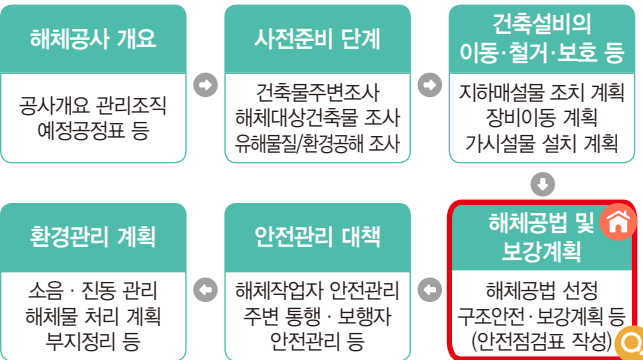 해체공사 개요
공사개요 관리조직
예정공정표 등
사전준비 단계
건축물주변조사
해체대상건축물 조사
유해물질/환경공해 조사
건축설비의
이동·철거·보호 등
지하매설물 조치 계획
장비이동 계획
가시설물 설치 계획
해체공법 및
보강계획
해체공법 선정
구조안전·보강계획 등
(안전점검표 작성)
안전관리 대책
해체작업자 안전관리
주변 통행·보행자
안전관리 등
환경관리 계획
소음·진동 관리
해체물 처리 계획
부지정리 등